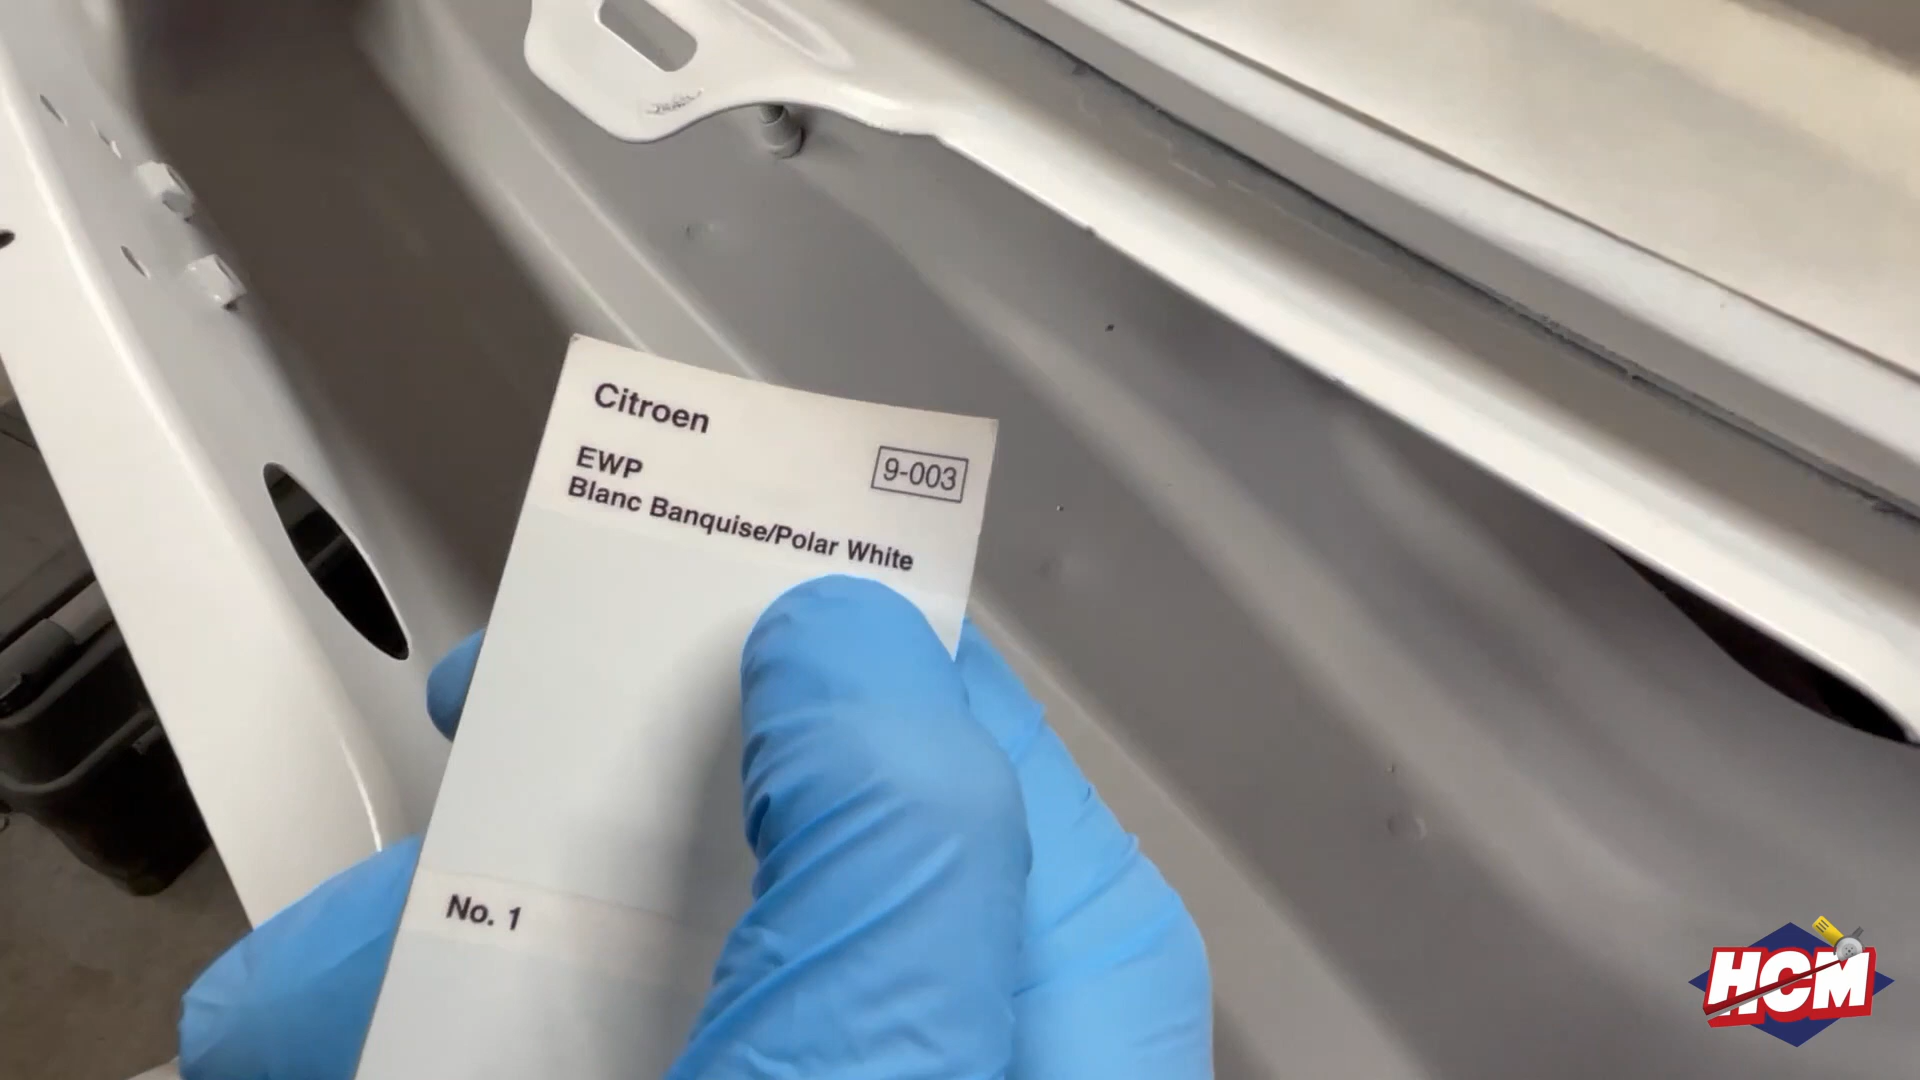 Citroen
EWP
9-003
Blanc Banquise/Polar White
No. 1
HCM